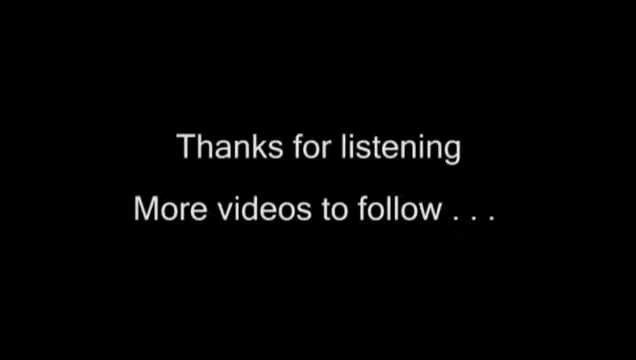 Thanks for listening
More videos to follow . . .